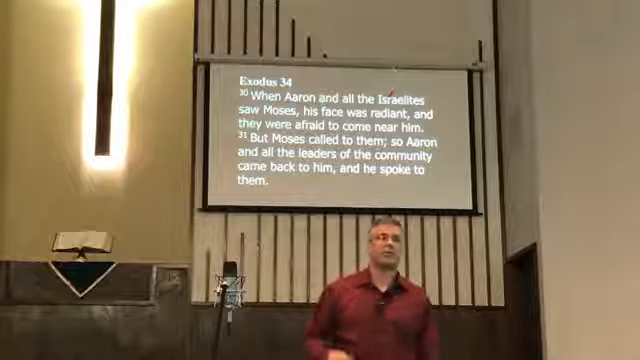 Exodus 34
30 When Aaron and all the Israelites
saw Moses, his face was radiant, and
they were afraid to come near him.
31 But Moses called to them; so Aaron
and all the leaders of the community
came back to him, and he spoke to
them.